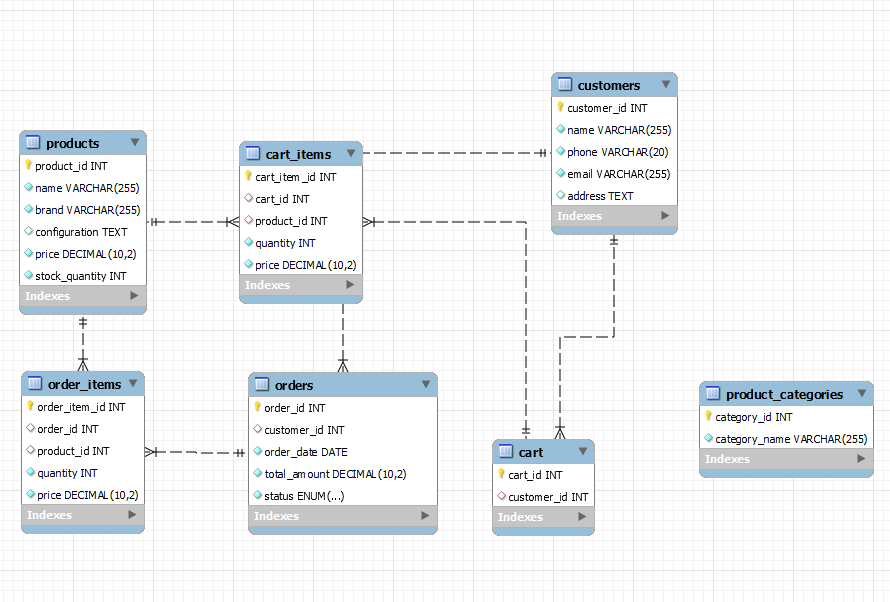 customers
customer_id INT
name VARCHAR(255)
phone VARCHAR(20)
email VARCHAR(255)
address TEXT
Indexes
products
product_id INT
name VARCHAR(255)
brand VARCHAR(255)
configuration TEXT
price DECIMAL(10,2)
stock_quantity INT
Indexes
cart_items
cart_item_id INT
cart_id INT
product_id INT
quantity INT
price DECIMAL(10,2)
Indexes
order_items
order_item_id INT
order_id INT
product_id INT
quantity INT
price DECIMAL(10,2)
Indexes
orders
order_id INT
customer_id INT
order_date DATE
total_amount DECIMAL(10,2)
status ENUM(...)
Indexes
cart
cart_id INT
customer_id INT
Indexes
product_categories
category_id INT
category_name VARCHAR(255)
Indexes